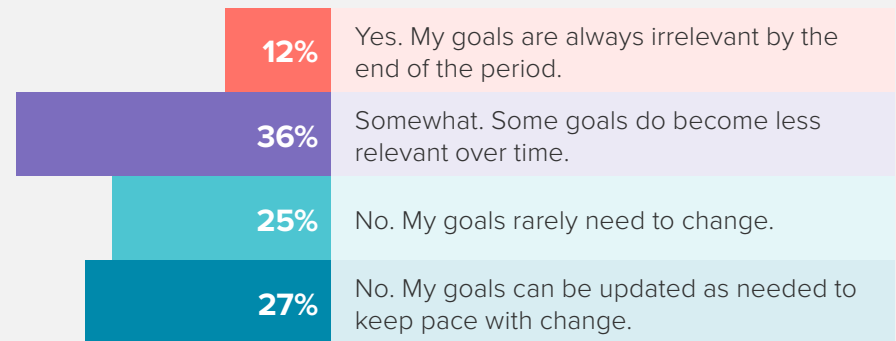 12%
Yes. My goals are always irrelevant by the
end of the period.
36%
Somewhat. Some goals do become less
relevant over time.
25%
No. My goals rarely need to change.
27%
No. My goals can be updated as needed to
keep pace with change.